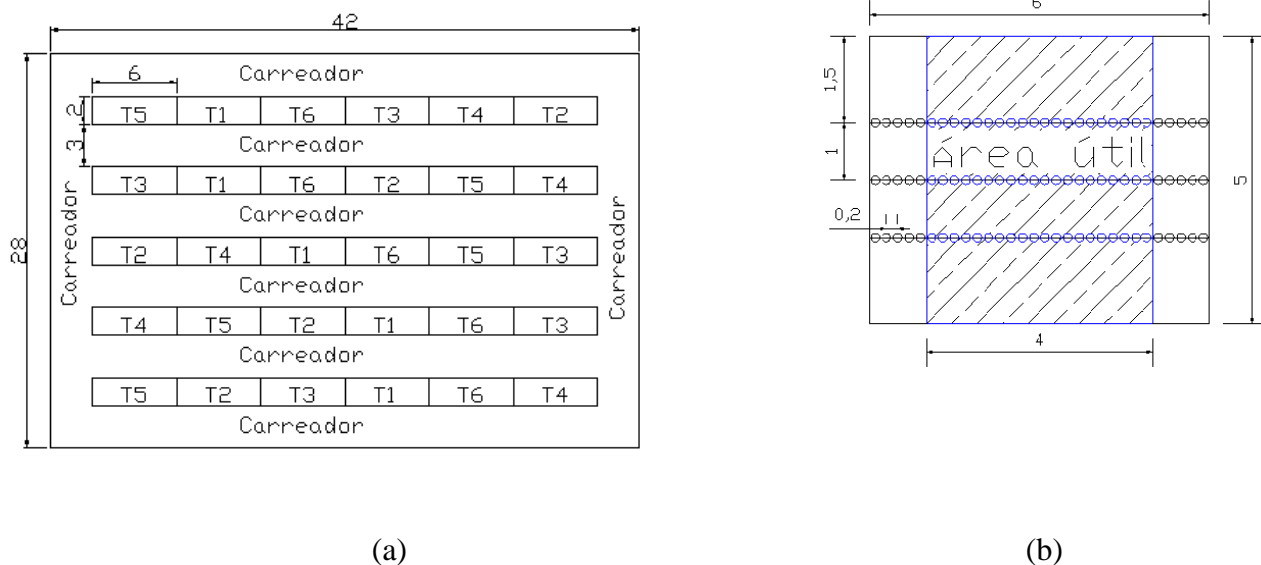 42
Carreador
6
2
T5 T1 T6 T3 T4 T2
3
Carreador
T3 T1 T6 T2 T5 T4
Carreador
Carreador
Carreador
28
T2 T4 T1 T6 T5 T3
Carreador
T4 T5 T2 T1 T6 T3
Carreador
T5 T2 T3 T1 T6 T4
Carreador
(a)
6
1,5
1
Área útil
0,2
5
4
(b)